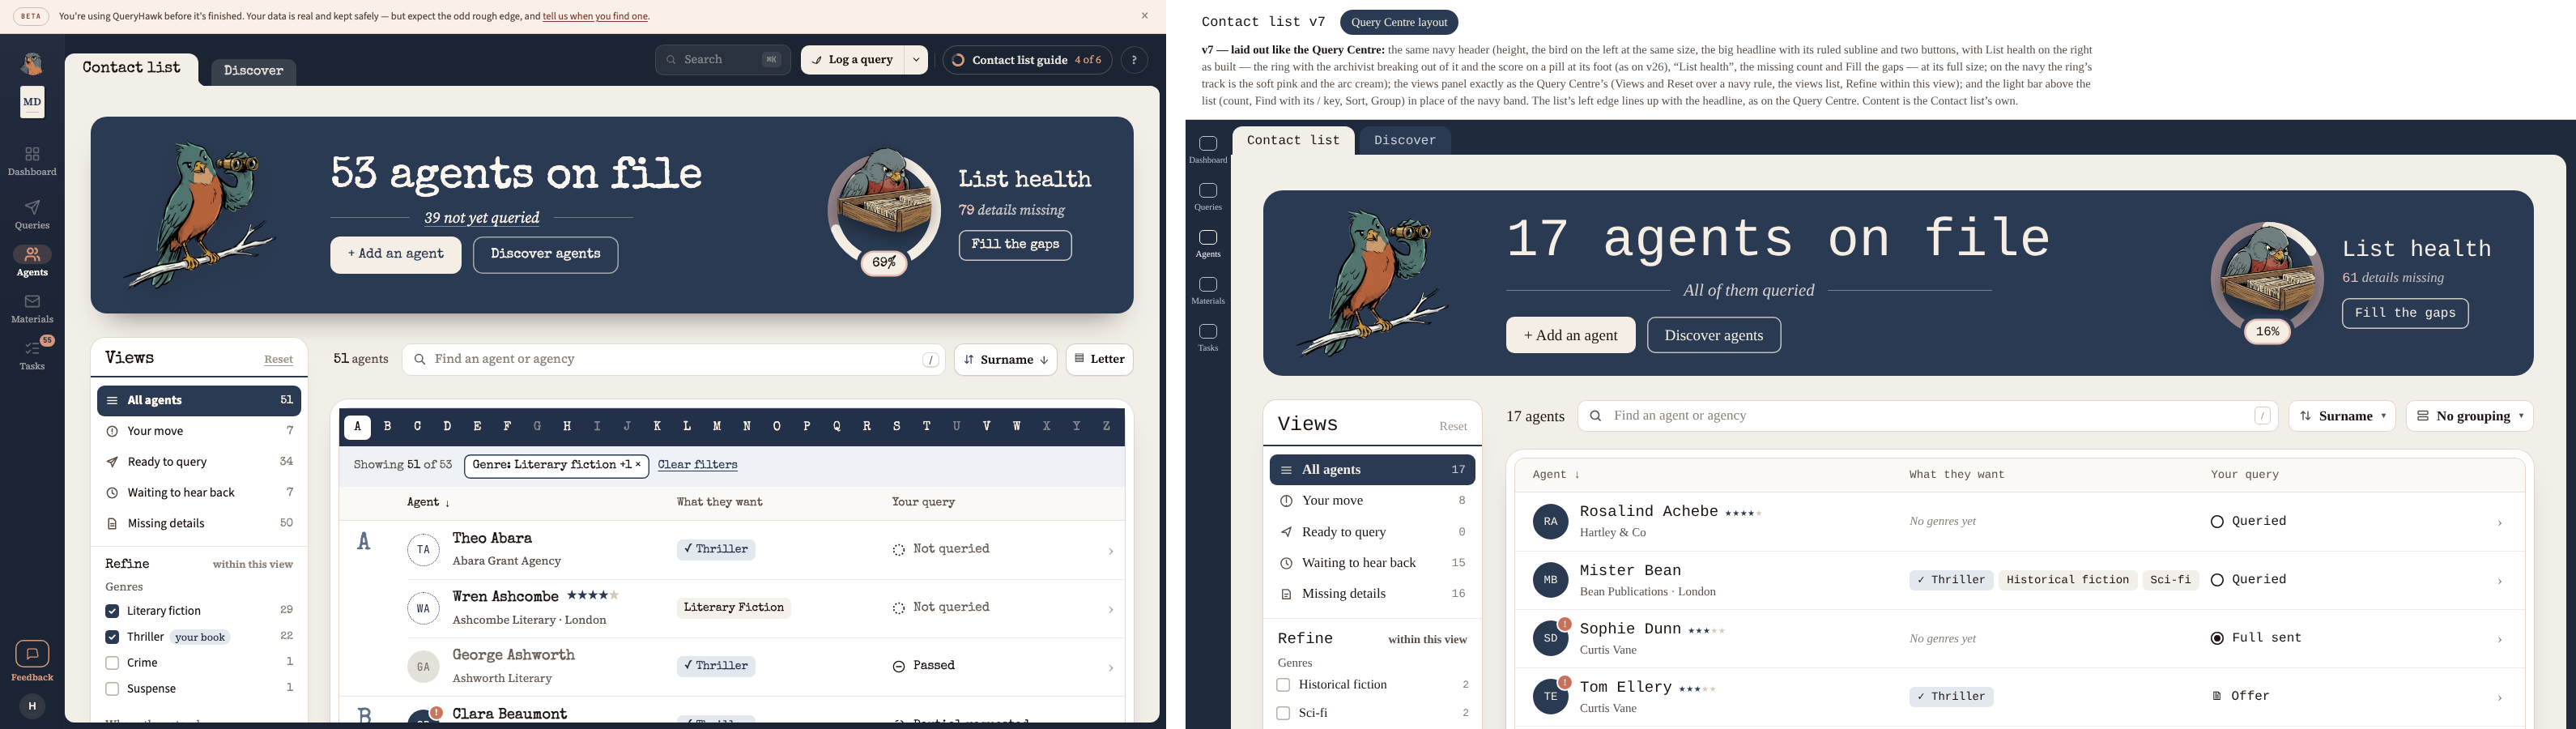 BETA You're using QueryHawk before it's finished. Your data is real and kept safely — but expect the odd rough edge, and tell us when you find one. ×
Contact list
Discover
Search ⌘K
Log a query
Contact list guide 4 of 6
?
MD
Dashboard
Queries
Agents
Materials
55
Tasks
Feedback
H
53 agents on file
39 not yet queried
+ Add an agent
Discover agents
69%
List health
79 details missing
Fill the gaps
Views
Reset
All agents 51
Your move 7
Ready to query 34
Waiting to hear back 7
Missing details 50
Refine within this view
Genres
Literary fiction 29
Thriller your book 22
Crime 1
Suspense 1
51 agents
Find an agent or agency /
Surname ↓
Letter
A B C D E F G H I J K L M N O P Q R S T U V W X Y Z
Showing 51 of 53 Genre: Literary fiction +1 × Clear filters
Agent ↓ What they want Your query
A
TA Theo Abara ✓ Thriller Not queried ›
Abara Grant Agency
WA Wren Ashcombe ★★★★★ Literary Fiction Not queried ›
Ashcombe Literary · London
GA George Ashworth ✓ Thriller Passed ›
Ashworth Literary
B
! Clara Beaumont
Contact list v7 Query Centre layout
v7 — laid out like the Query Centre: the same navy header (height, the bird on the left at the same size, the big headline with its ruled subline and two buttons, with List health on the right
as built — the ring with the archivist breaking out of it and the score on a pill at its foot (as on v26), “List health”, the missing count and Fill the gaps — at its full size; on the navy the ring’s
track is the soft pink and the arc cream); the views panel exactly as the Query Centre’s (Views and Reset over a navy rule, the views list, Refine within this view); and the light bar above the
list (count, Find with its / key, Sort, Group) in place of the navy band. The list’s left edge lines up with the headline, as on the Query Centre. Content is the Contact list’s own.
Contact list
Discover
Dashboard
Queries
Agents
Materials
Tasks
17 agents on file
All of them queried
+ Add an agent
Discover agents
16%
List health
61 details missing
Fill the gaps
Views
Reset
All agents 17
Your move 8
Ready to query 0
Waiting to hear back 15
Missing details 16
Refine within this view
Genres
Historical fiction 2
Sci-fi 2
17 agents
Find an agent or agency /
Surname ▾
No grouping ▾
Agent ↓ What they want Your query
RA Rosalind Achebe ★★★★★ No genres yet Queried ›
Hartley & Co
MB Mister Bean ✓ Thriller Historical fiction Sci-fi Queried ›
Bean Publications · London
SD ! Sophie Dunn ★★★★★ No genres yet Full sent ›
Curtis Vane
TE ! Tom Ellery ★★★★★ ✓ Thriller Offer ›
Curtis Vane